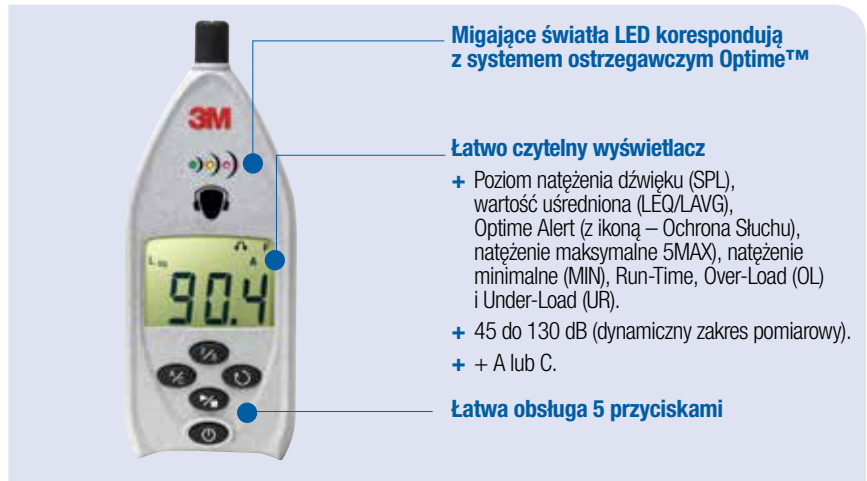 Migające światła LED korespondują
z systemem ostrzegawczym Optime™
3M
Łatwo czytelny wyświetlacz
+ Poziom natężenia dźwięku (SPL),
wartość uśredniona (LEQ/LAVG),
Optime Alert (z ikoną – Ochrona Słuchu),
natężenie maksymalne 5MAX), natężenie
minimalne (MIN), Run-Time, Over-Load (OL)
i Under-Load (UR).
+ 45 do 130 dB (dynamiczny zakres pomiarowy).
+ + A lub C.
90.4
Łatwa obsługa 5 przyciskami